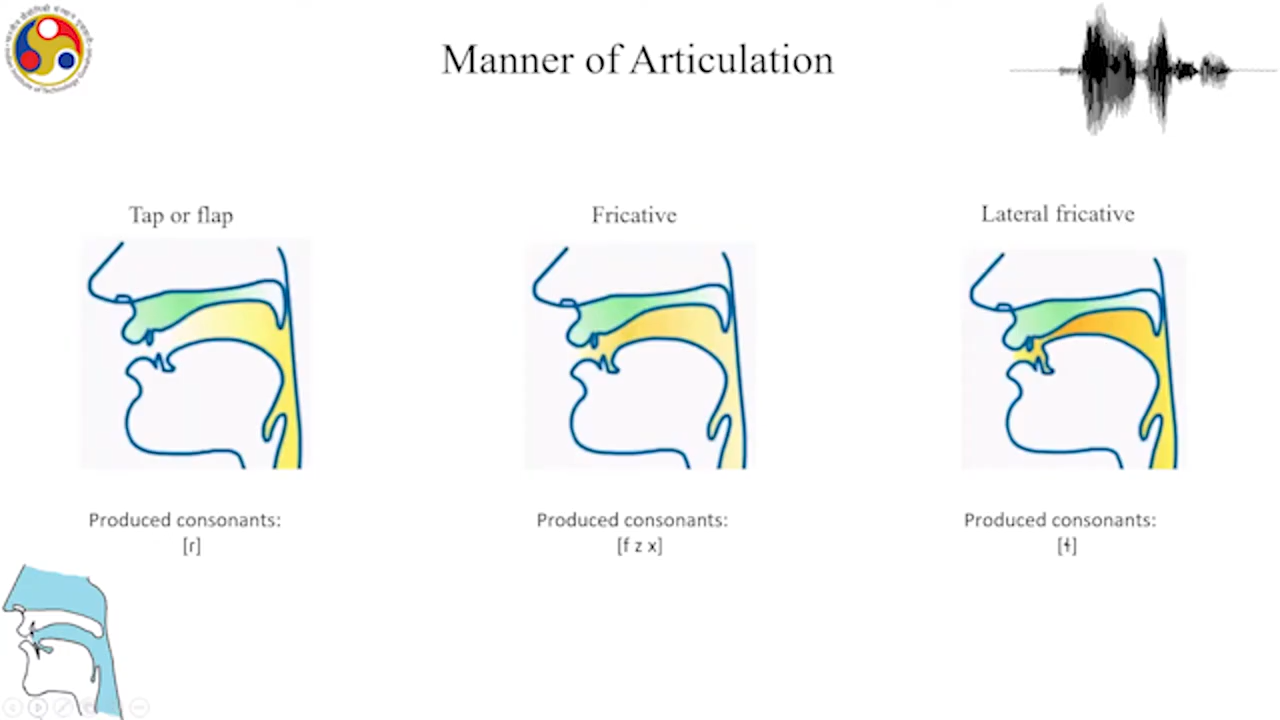 Manner of Articulation
Tap or flap
Fricative
Lateral fricative
Produced consonants:
[ɾ]
Produced consonants:
[f z x]
Produced consonants:
[ɬ]